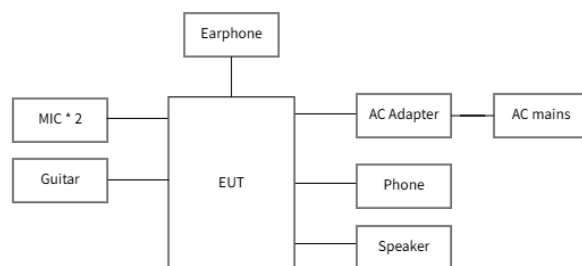 Earphone
MIC * 2
AC Adapter
AC mains
Guitar
EUT
Phone
Speaker